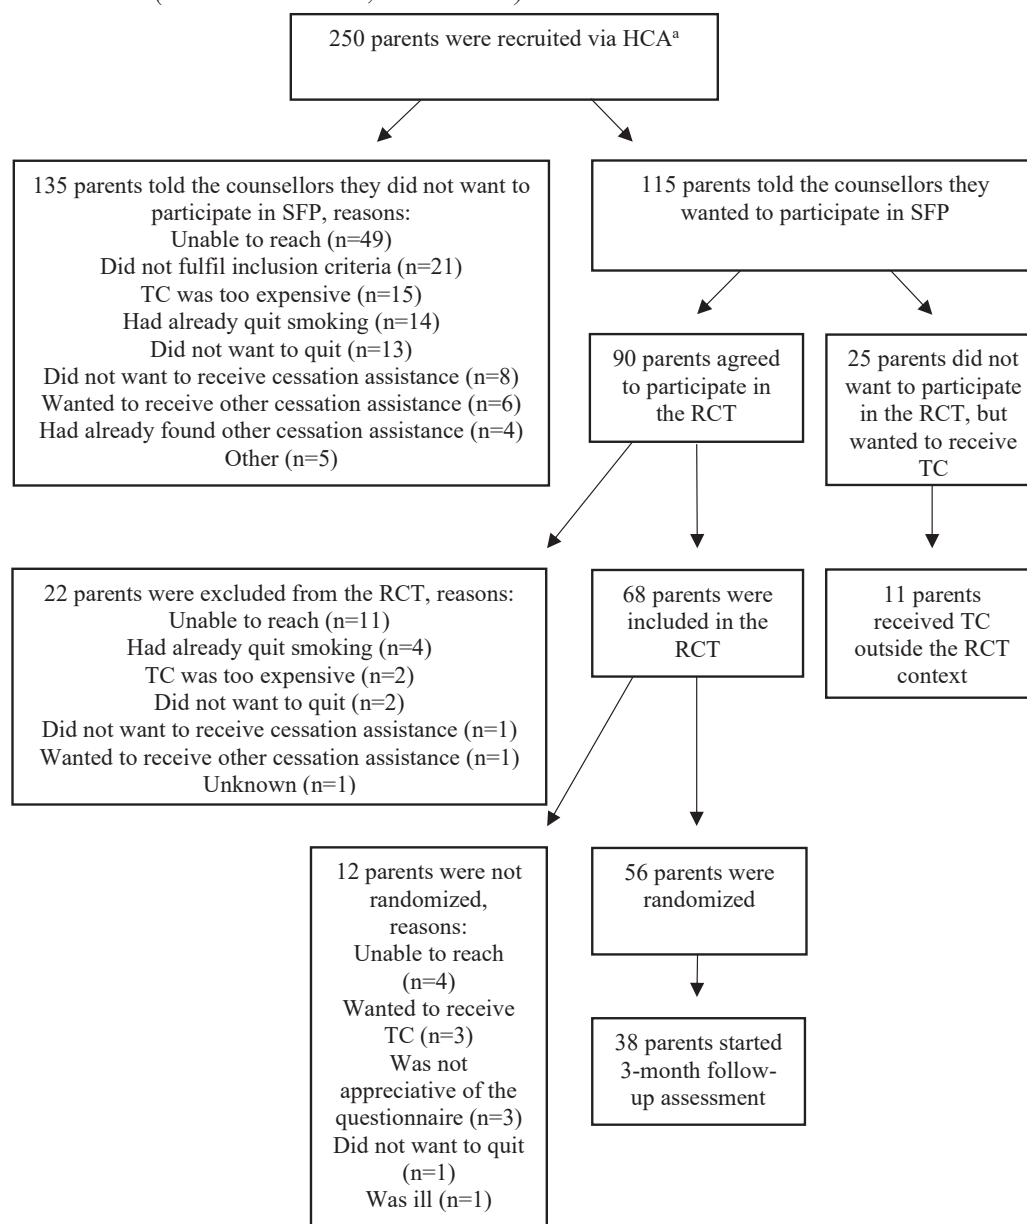 250 parents were recruited via HCAᵃ
135 parents told the counsellors they did not want to
participate in SFP, reasons:
Unable to reach (n=49)
Did not fulfil inclusion criteria (n=21)
TC was too expensive (n=15)
Had already quit smoking (n=14)
Did not want to quit (n=13)
Did not want to receive cessation assistance (n=8)
Wanted to receive other cessation assistance (n=6)
Had already found other cessation assistance (n=4)
Other (n=5)
115 parents told the counsellors they
wanted to participate in SFP
90 parents agreed
to participate in
the RCT
25 parents did not
want to participate
in the RCT, but
wanted to receive
TC
22 parents were excluded from the RCT, reasons:
Unable to reach (n=11)
Had already quit smoking (n=4)
TC was too expensive (n=2)
Did not want to quit (n=2)
Did not want to receive cessation assistance (n=1)
Wanted to receive other cessation assistance (n=1)
Unknown (n=1)
68 parents were
included in the
RCT
11 parents
received TC
outside the RCT
context
12 parents were not
randomized,
reasons:
Unable to reach
(n=4)
Wanted to receive
TC (n=3)
Was not
appreciative of the
questionnaire (n=3)
Did not want to quit
(n=1)
Was ill (n=1)
56 parents were
randomized
38 parents started
3-month follow-
up assessment